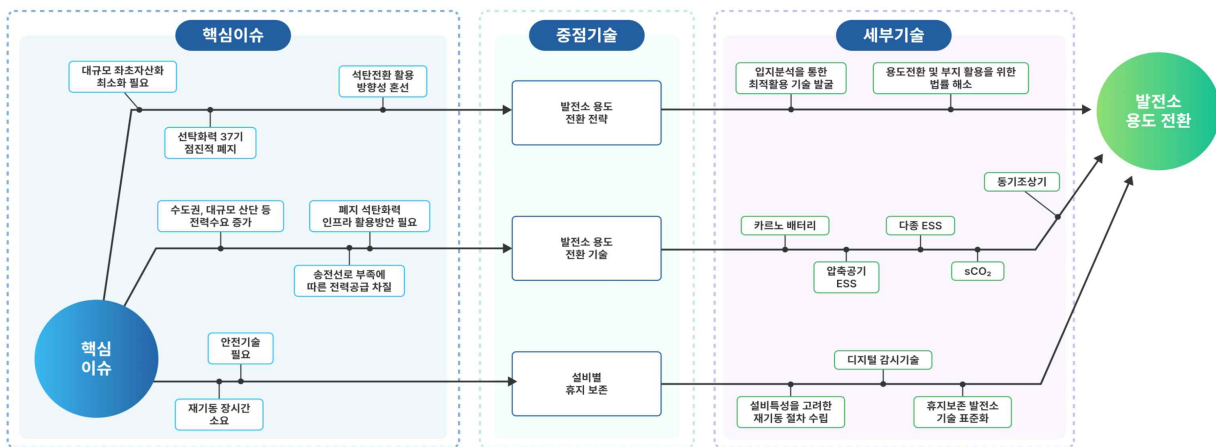 핵심이슈
중점기술
세부기술
대규모 좌초자산화
최소화 필요
석탄전환 활용
방향성 혼선
선탁화력 37기
점진적 폐지
발전소 용도
전환 전략
입지분석을 통한
최적활용 기술 발굴
용도전환 및 부지 활용을 위한
법률 해소
발전소
용도 전환
수도권, 대규모 산단 등
전력수요 증가
폐지 석탄화력
인프라 활용방안 필요
송전선로 부족에
따른 전력공급 차질
발전소 용도
전환 기술
카르노 배터리
다종 ESS
동기조상기
압축공기
ESS
sCO₂
핵심
이슈
안전기술
필요
재기동 장시간
소요
설비별
휴지 보존
디지털 감시기술
설비특성을 고려한
재기동 절차 수립
휴지보존 발전소
기술 표준화